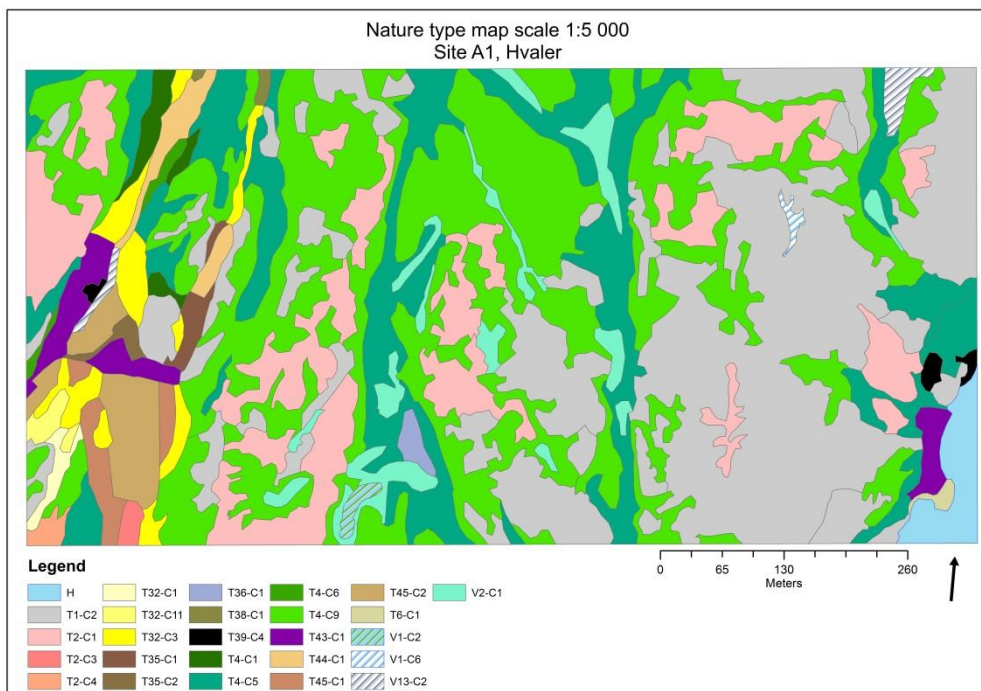 Nature type map scale 1:5 000
Site A1, Hvaler
0 65 130 260
Meters
Legend
H T32-C1 T36-C1 T4-C6 T45-C2 V2-C1
T1-C2 T32-C11 T38-C1 T4-C9 T6-C1
T2-C1 T32-C3 T39-C4 T43-C1 V1-C2
T2-C3 T35-C1 T4-C1 T44-C1 V1-C6
T2-C4 T35-C2 T4-C5 T45-C1 V13-C2